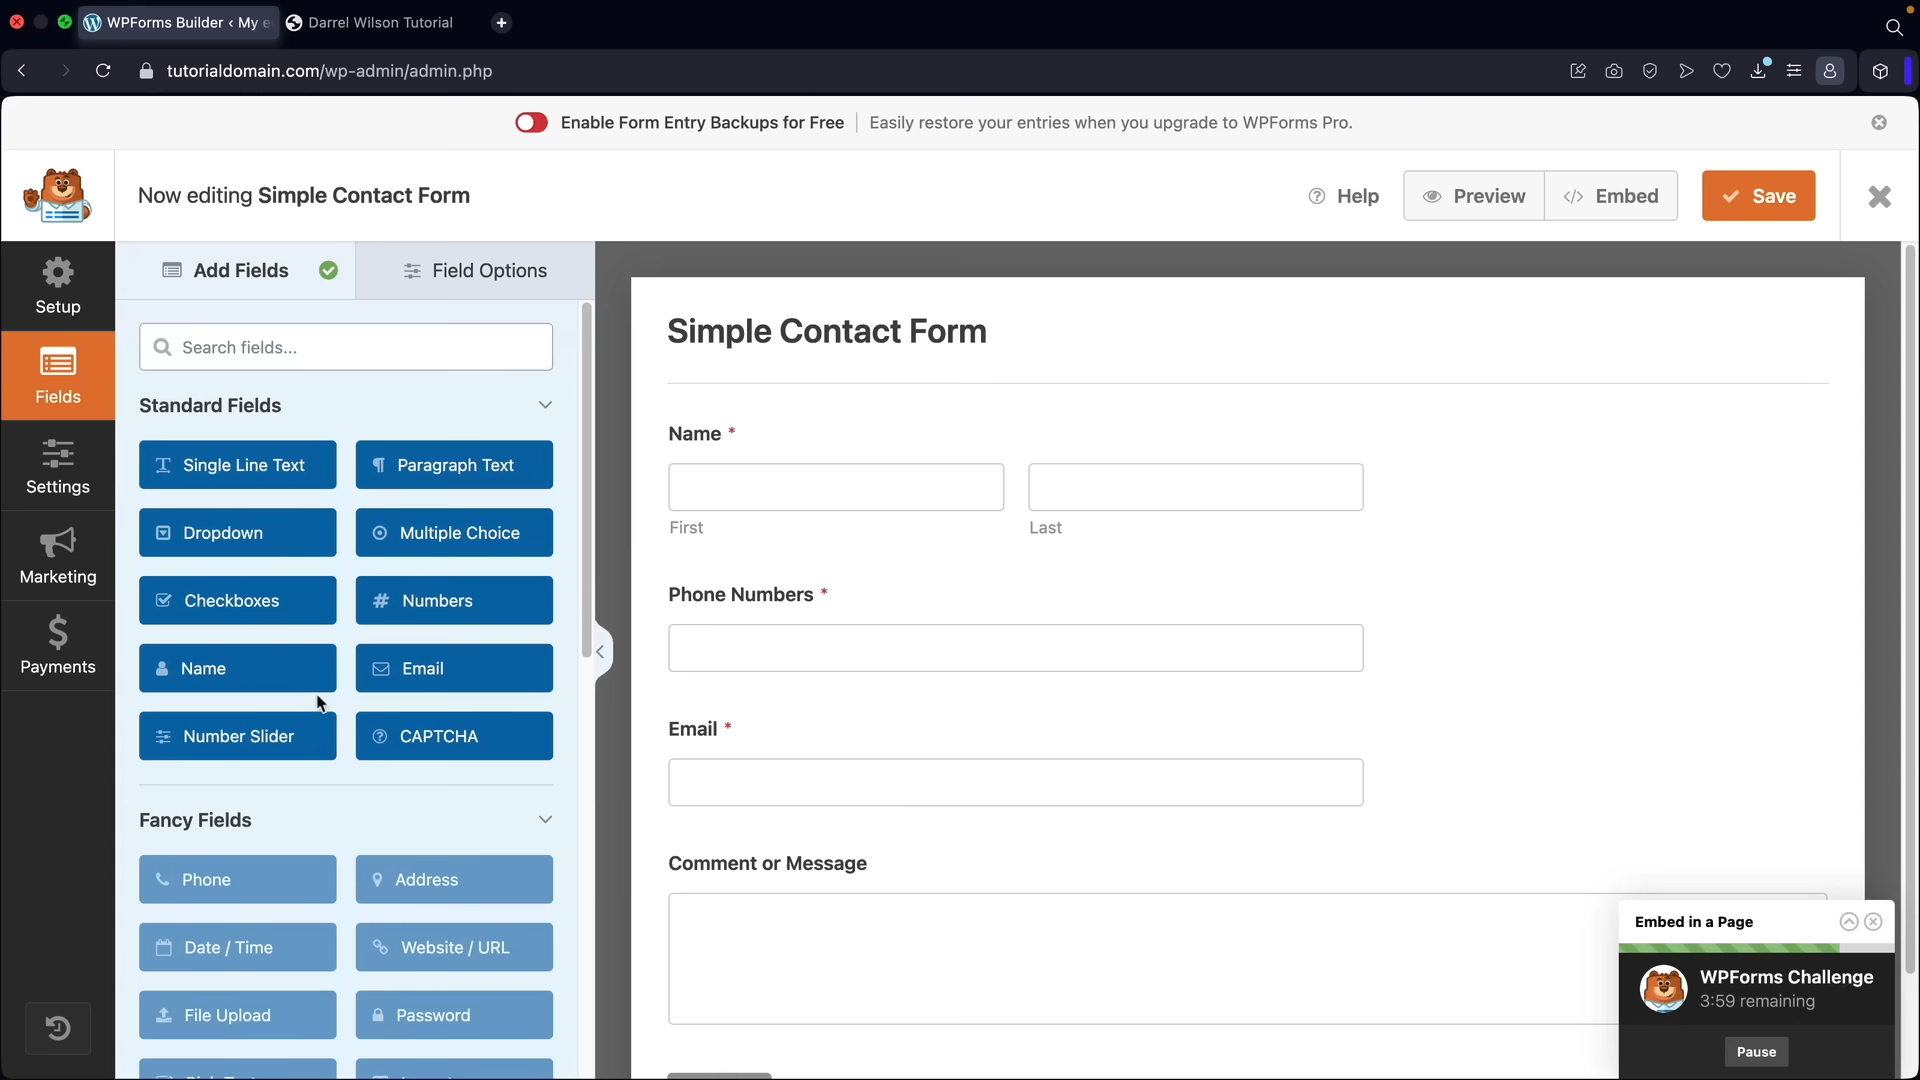 WPForms Builder ‹ My
Darrel Wilson Tutorial
tutorialdomain.com/wp-admin/admin.php
Enable Form Entry Backups for Free
Easily restore your entries when you upgrade to WPForms Pro.
Now editing Simple Contact Form
Help
Preview
</> Embed
Save
Setup
Fields
Settings
Marketing
Payments
Add Fields
Field Options
Search fields...
Standard Fields
Single Line Text
Paragraph Text
Dropdown
Multiple Choice
Checkboxes
# Numbers
Name
Email
Number Slider
CAPTCHA
Fancy Fields
Phone
Address
Date / Time
Website / URL
File Upload
Password
Simple Contact Form
Name *
First
Last
Phone Numbers *
Email *
Comment or Message
Embed in a Page
WPForms Challenge
3:59 remaining
Pause